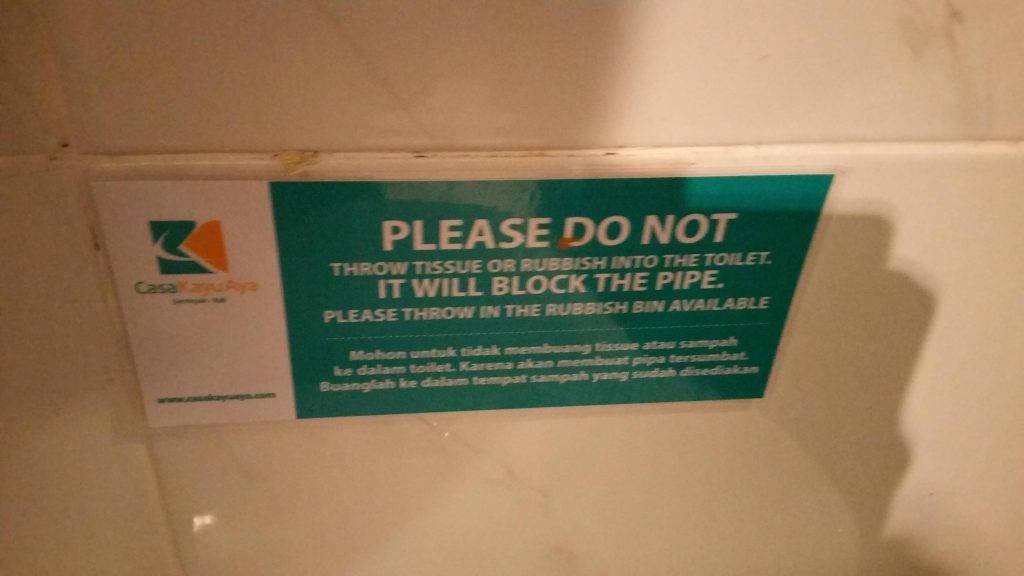 CasaKayuAya
Seminyak - Bali
www.casakayuaya.com
PLEASE DO NOT
THROW TISSUE OR RUBBISH INTO THE TOILET.
IT WILL BLOCK THE PIPE.
PLEASE THROW IN THE RUBBISH BIN AVAILABLE
Mohon untuk tidak membuang tissue atau sampah
ke dalam toilet. Karena akan membuat pipa tersumbat.
Buanglah ke dalam tempat sampah yang sudah disediakan